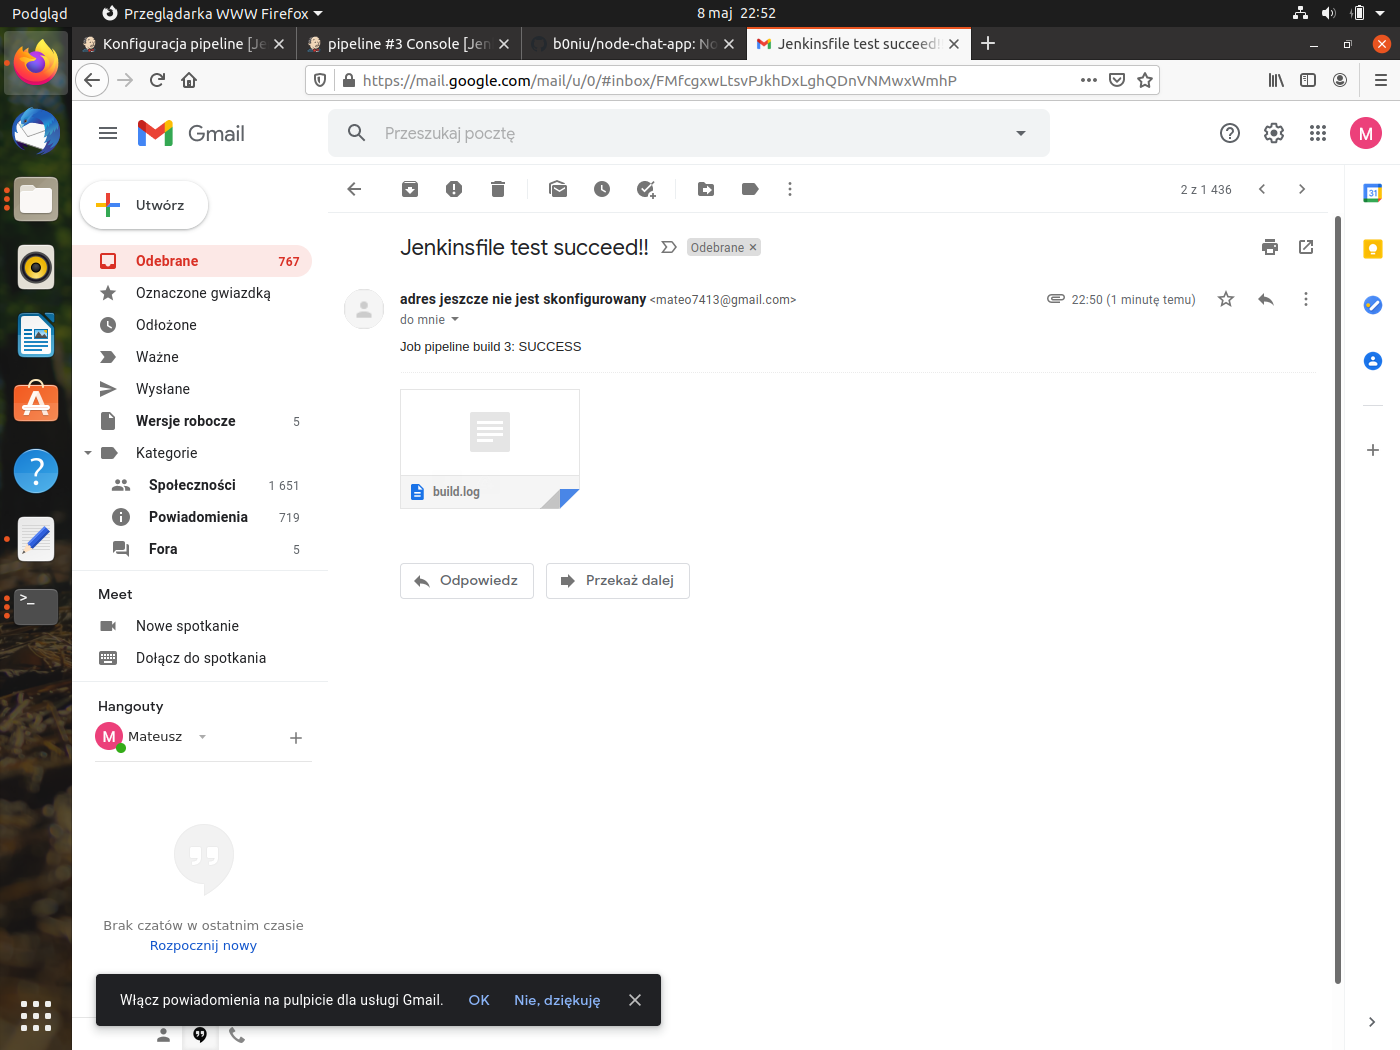 Podgląd
Przeglądarka WWW Firefox
8 maj 22:52
Konfiguracja pipeline [Je
pipeline #3 Console [Jen
b0niu/node-chat-app: No
Jenkinsfile test succeed!!
https://mail.google.com/mail/u/0/#inbox/FMfcgxwLtsvPJkhDxLghQDnVNMwxWmhP
Gmail
Przeszukaj pocztę
M
Utwórz
2 z 1 436
31
Odebrane 767
Oznaczone gwiazdką
Odłożone
Ważne
Wysłane
Wersje robocze 5
Kategorie
Społeczności 1 651
Powiadomienia 719
Fora 5
Meet
Nowe spotkanie
Dołącz do spotkania
Hangouty
M Mateusz
Brak czatów w ostatnim czasie
Rozpocznij nowy
Jenkinsfile test succeed!! Odebrane
adres jeszcze nie jest skonfigurowany <mateo7413@gmail.com>
22:50 (1 minutę temu)
do mnie
Job pipeline build 3: SUCCESS
build.log
Odpowiedz
Przekaż dalej
Włącz powiadomienia na pulpicie dla usługi Gmail. OK Nie, dziękuję